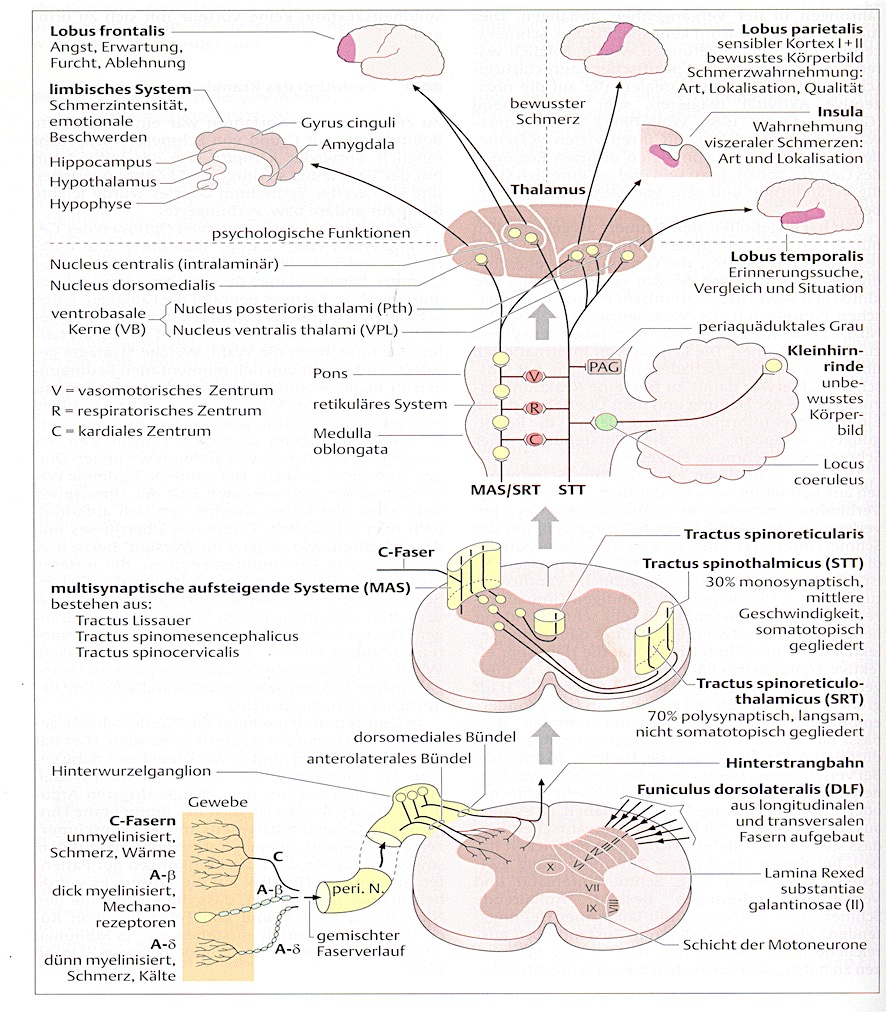 Lobus frontalis
Angst, Erwartung,
Furcht, Ablehnung
Lobus parietalis
sensibler Kortex I + II
bewusstes Körperbild
Schmerzwahrnehmung:
Art, Lokalisation, Qualität
limbisches System
Schmerzintensität,
emotionale
Beschwerden
Gyrus cinguli
Amygdala
Hippocampus
Hypothalamus
Hypophyse
bewusster
Schmerz
Insula
Wahrnehmung
viszeraler Schmerzen:
Art und Lokalisation
Thalamus
psychologische Funktionen
Lobus temporalis
Erinnerungssuche,
Vergleich und Situation
Nucleus centralis (intralaminär)
Nucleus dorsomedialis
ventrobasale
Kerne (VB)
Nucleus posterioris thalami (Pth)
Nucleus ventralis thalami (VPL)
periaquäduktales Grau
Pons
V = vasomotorisches Zentrum
R = respiratorisches Zentrum
C = kardiales Zentrum
retikuläres System
Medulla
oblongata
V
R
C
PAG
Kleinhirn-
rinde
unbe-
wusstes
Körper-
bild
Locus
coeruleus
MAS/SRT
STT
C-Faser
multisynaptische aufsteigende Systeme (MAS)
bestehen aus:
Tractus Lissauer
Tractus spinomesencephalicus
Tractus spinocervicalis
Tractus spinoreticularis
Tractus spinothalmicus (STT)
30% monosynaptisch,
mittlere
Geschwindigkeit,
somatotopisch
gegliedert
Tractus spinoreticulo-
thalamicus (SRT)
70% polysynaptisch, langsam,
nicht somatotopisch gegliedert
dorsomediales Bündel
anterolaterales Bündel
Hinterwurzelganglion
Hinterstrangbahn
Funiculus dorsolateralis (DLF)
aus longitudinalen
und transversalen
Fasern aufgebaut
Gewebe
C-Fasern
unmyelinisiert,
Schmerz, Wärme
A-β
dick myelinisiert,
Mechano-
rezeptoren
A-δ
dünn myelinisiert,
Schmerz, Kälte
C
A-β
A-δ
peri. N.
gemischter
Faserverlauf
X
VII
IX
Lamina Rexed
substantiae
galantinosae (II)
Schicht der Motoneurone